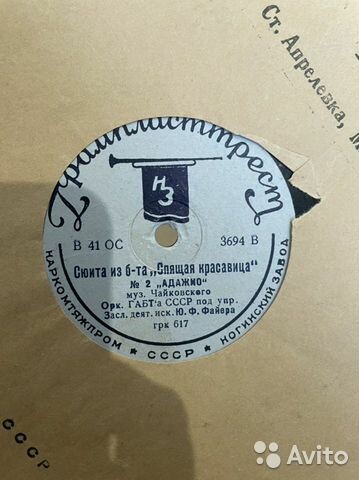 Ст. Апрелевка, М
Грампласттрест
НЗ
В 41 ОС 3694 В
Сюита из б-та „Спящая красавица“
№ 2 „АДАЖИО“
муз. Чайковского
Орк. ГАБТ'а СССР под упр.
Засл. деят. иск. Ю. Ф. Файера
грк 617
НАРКОМТЯЖПРОМ * СССР * НОГИНСКИЙ ЗАВОД
СССР
Avito